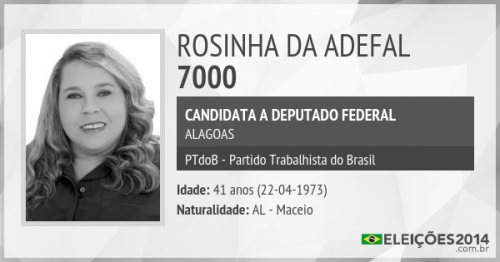 ROSINHA DA ADEFAL
7000
CANDIDATA A DEPUTADO FEDERAL
ALAGOAS
PTdoB - Partido Trabalhista do Brasil
Idade: 41 anos (22-04-1973)
Naturalidade: AL - Maceio
ELEIÇÕES2014
.com.br